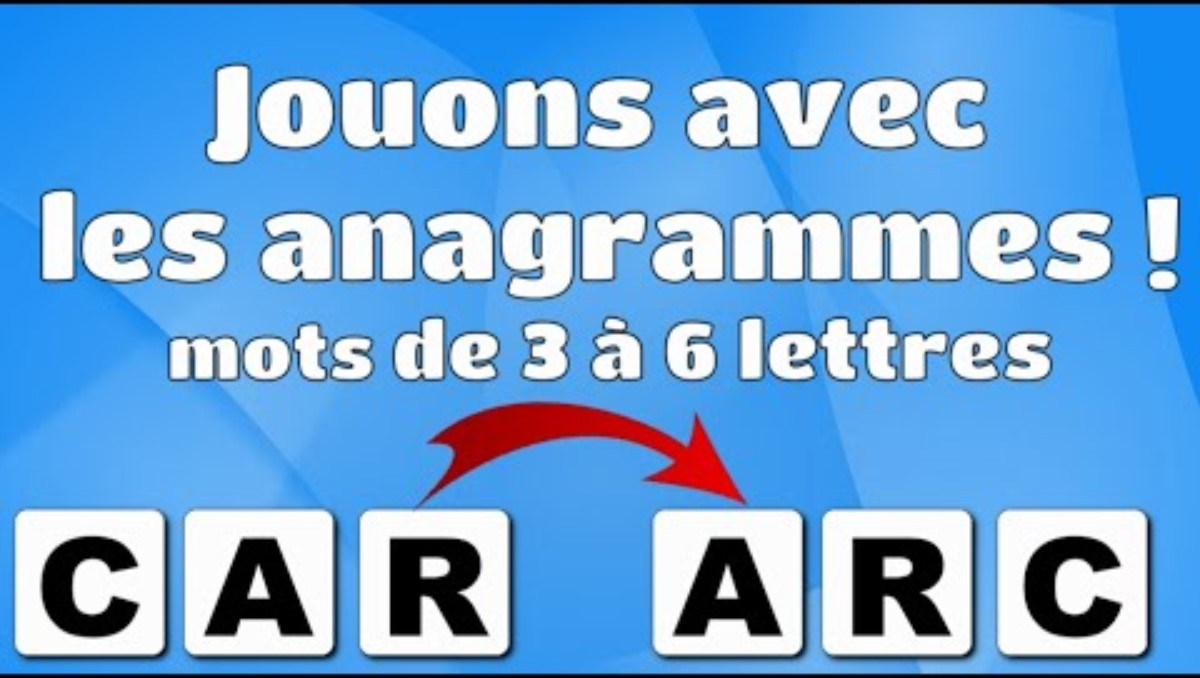 Jouons avec
les anagrammes !
mots de 3 à 6 lettres
CAR ARC